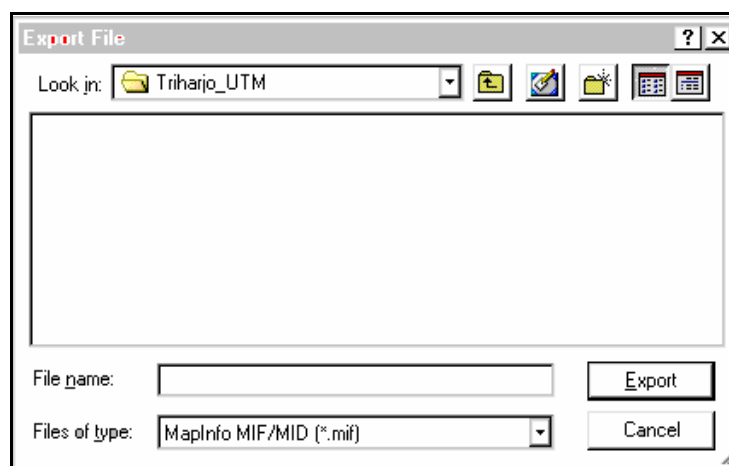 Export File
Look in: Triharjo_UTM
File name:
Export
Files of type: MapInfo MIF/MID (*.mif)
Cancel